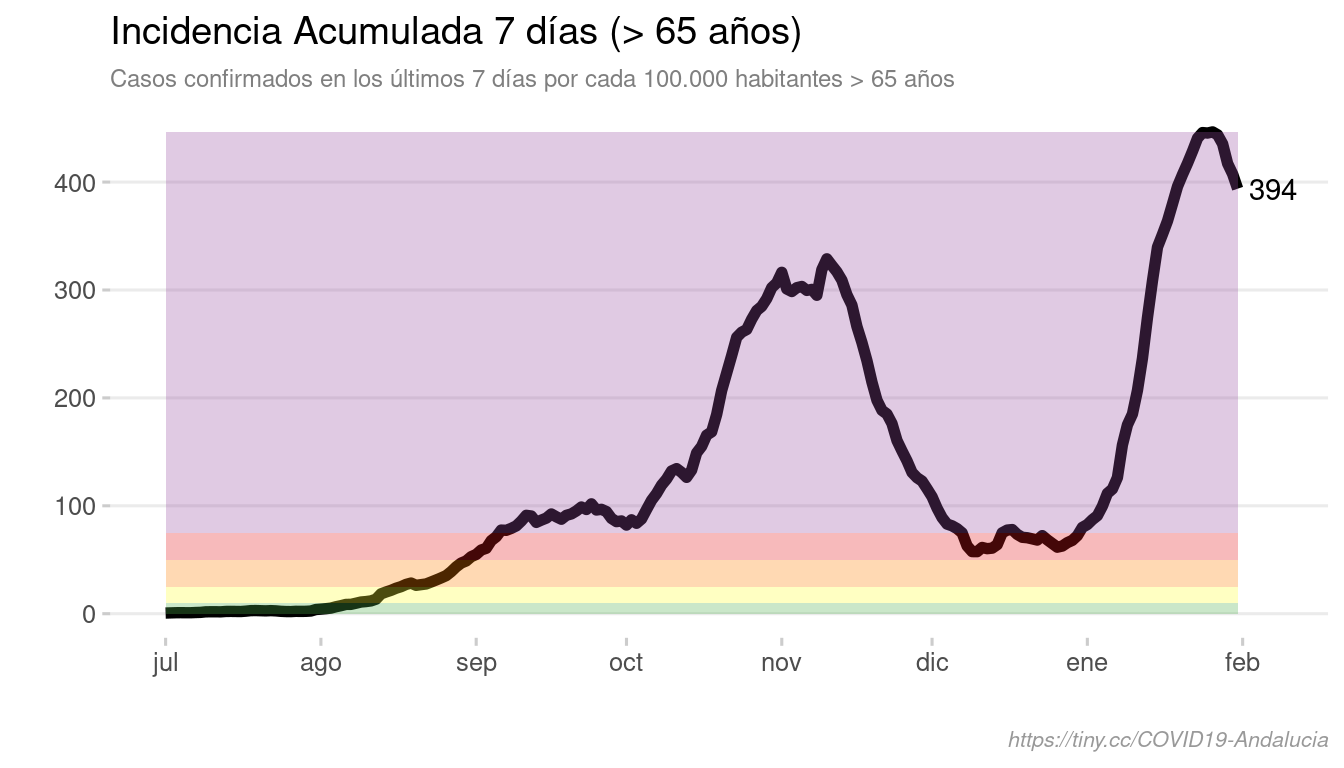 Incidencia Acumulada 7 días (> 65 años)
Casos confirmados en los últimos 7 días por cada 100.000 habitantes > 65 años
400
394
300
200
100
0
jul ago sep oct nov dic ene feb
https://tiny.cc/COVID19-Andalucia